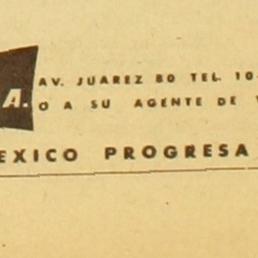 AV. JUAREZ 80 TEL. 10
A. O A SU AGENTE DE
EXICO PROGRESA